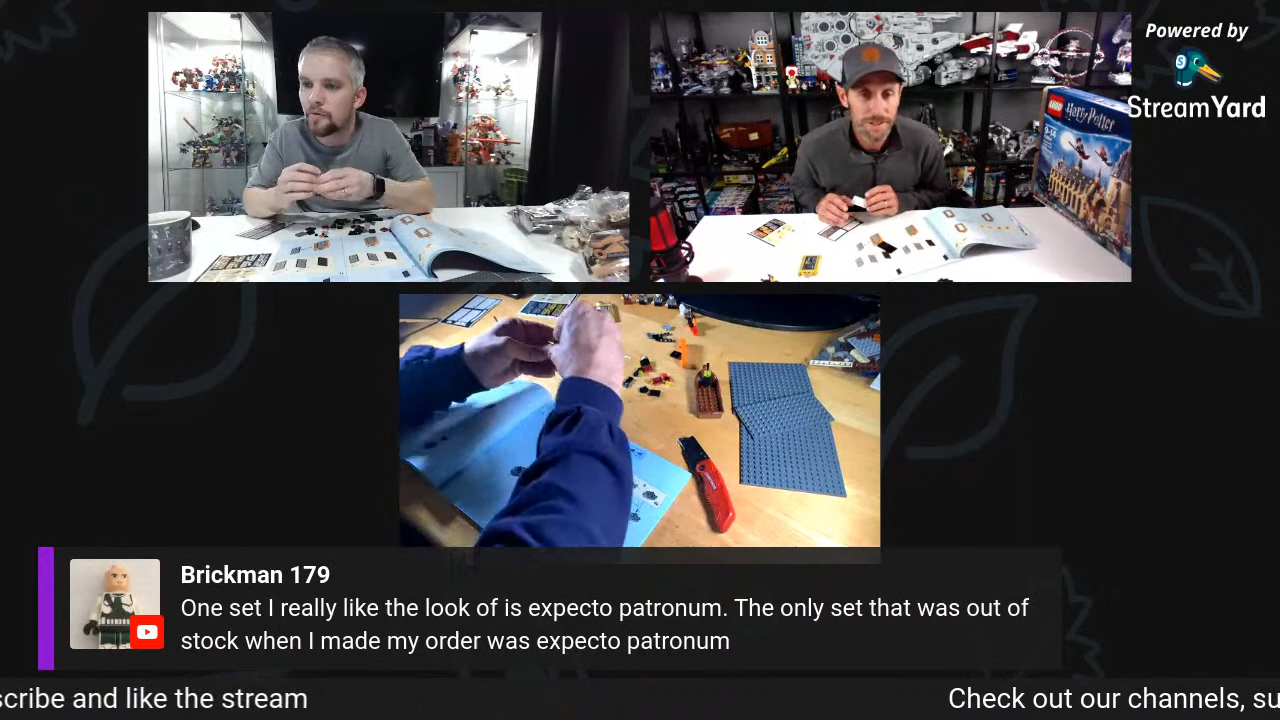 Powered by
StreamYard
LEGO
Harry Potter
Brickman 179
One set I really like the look of is expecto patronum. The only set that was out of
stock when I made my order was expecto patronum
scribe and like the stream
Check out our channels, su